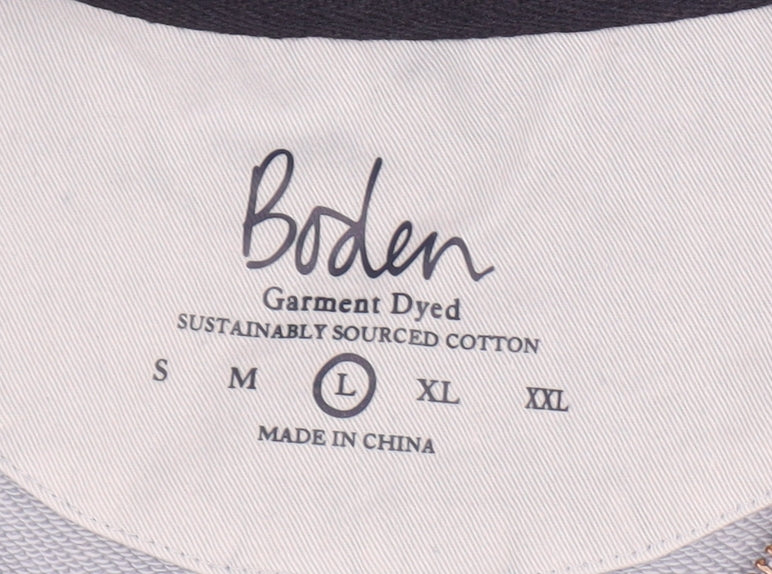 Boden
Garment Dyed
SUSTAINABLY SOURCED COTTON
S M L XL XXL
MADE IN CHINA